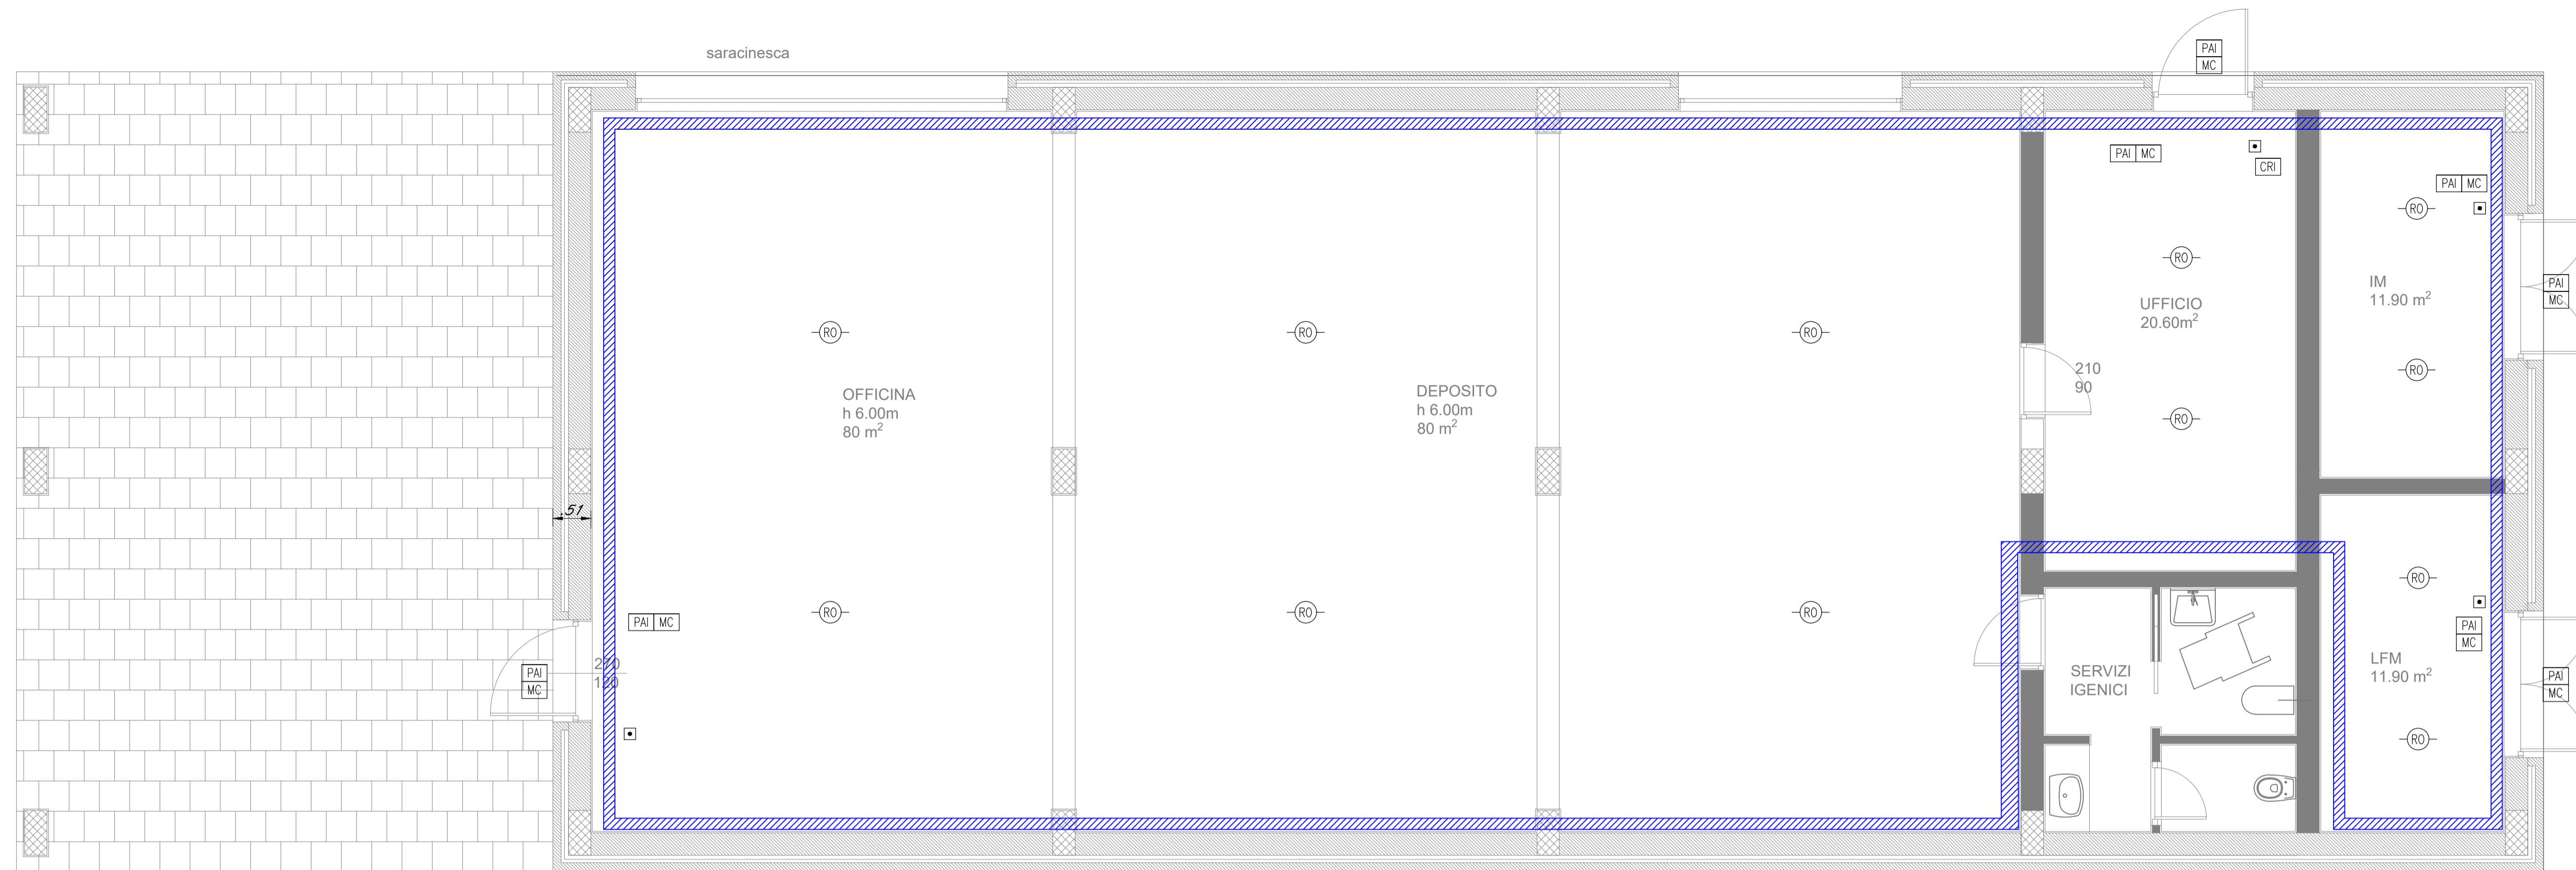 saracinesca
PAI
MC
PAI MC
CRI
PAI MC
RO
RO
PAI
MC
IM
11.90 m²
UFFICIO
20.60m²
RO
RO
RO
RO
210
90
RO
OFFICINA
h 6.00m
80 m²
DEPOSITO
h 6.00m
80 m²
RO
.51
RO
RO
RO
RO
PAI MC
PAI
MC
270
120
PAI
MC
SERVIZI
IGENICI
LFM
11.90 m²
PAI
MC
RO